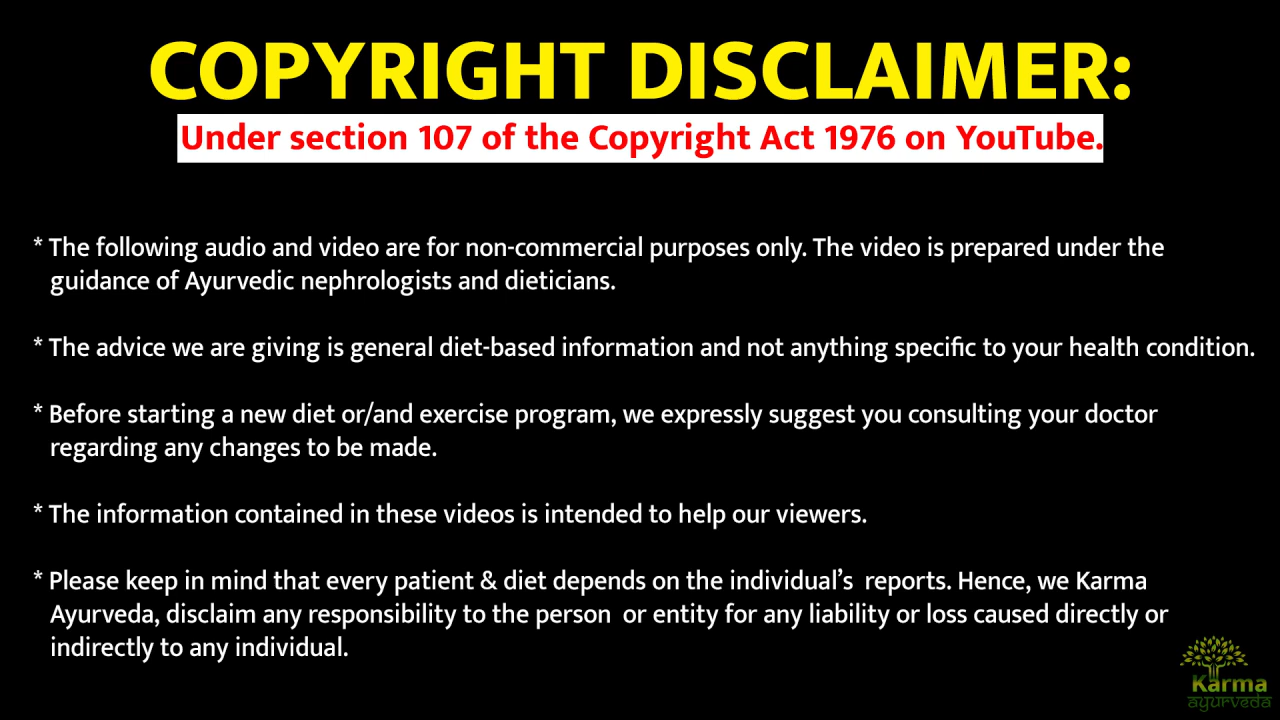 COPYRIGHT DISCLAIMER:
Under section 107 of the Copyright Act 1976 on YouTube.
* The following audio and video are for non-commercial purposes only. The video is prepared under the
guidance of Ayurvedic nephrologists and dieticians.
* The advice we are giving is general diet-based information and not anything specific to your health condition.
* Before starting a new diet or/and exercise program, we expressly suggest you consulting your doctor
regarding any changes to be made.
* The information contained in these videos is intended to help our viewers.
* Please keep in mind that every patient & diet depends on the individual’s  reports. Hence, we Karma
Ayurveda, disclaim any responsibility to the person  or entity for any liability or loss caused directly or
indirectly to any individual.
Karma
ayurveda